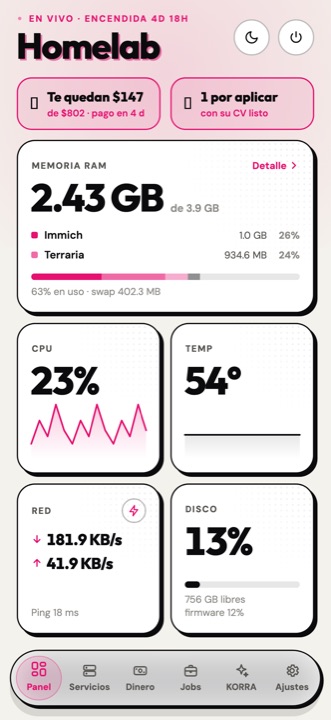 EN VIVO · ENCENDIDA 4D 18H
Homelab
Te quedan $147
de $802 · pago en 4 d
1 por aplicar
con su CV listo
MEMORIA RAM
Detalle >
2.43 GB de 3.9 GB
Immich 1.0 GB 26%
Terraria 934.6 MB 24%
63% en uso · swap 402.3 MB
CPU
23%
TEMP
54°
RED
↓ 181.9 KB/s
↑ 41.9 KB/s
Ping 18 ms
DISCO
13%
756 GB libres
firmware 12%
Panel Servicios Dinero Jobs KORRA Ajustes